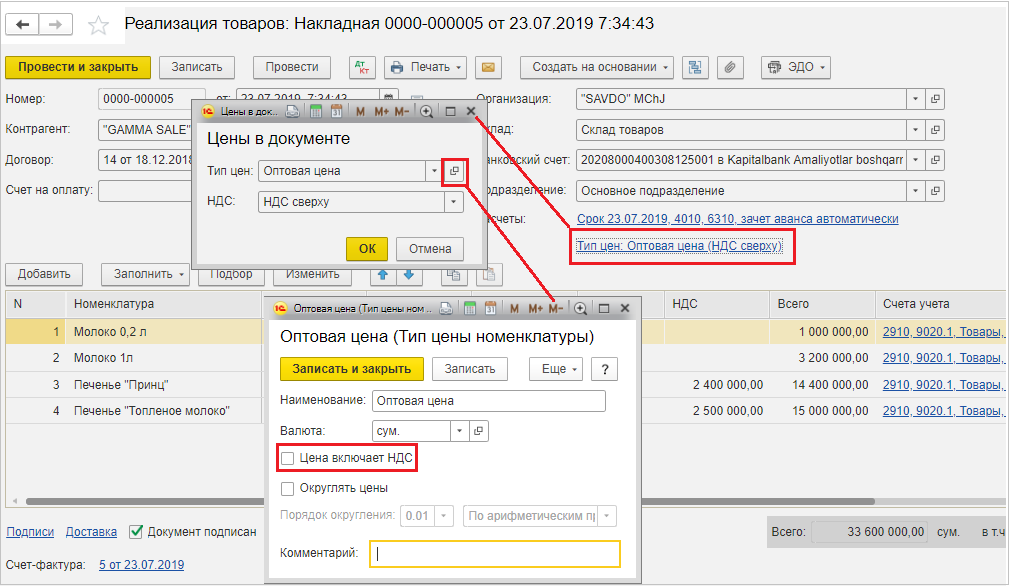 Реализация товаров: Накладная 0000-000005 от 23.07.2019 7:34:43
Провести и закрыть Записать Провести Дт Кт Печать Создать на основании ЭДО
Номер: 0000-000005 от: 23.07.2019 7:34:43 Организация: "SAVDO" MChJ
Контрагент: "GAMMA SALE" клад: Склад товаров
Договор: 14 от 18.12.2018 анковский счет: 20208000400308125001 в Kapitalbank Amaliyotlar boshqarr
Счет на оплату: одразделение: Основное подразделение
счеты: Срок 23.07.2019, 4010, 6310, зачет аванса автоматически
Тип цен: Оптовая цена (НДС сверху)
1С Цены в док.. 31 M M+ M-
Цены в документе
Тип цен: Оптовая цена
НДС: НДС сверху
ОК Отмена
Добавить Заполнить Подбор Изменить
N Номенклатура НДС Всего Счета учета
1 Молоко 0,2 л 1 000 000,00 2910, 9020.1, Товары,
2 Молоко 1л 3 200 000,00 2910, 9020.1, Товары,
3 Печенье "Принц" 2 400 000,00 14 400 000,00 2910, 9020.1, Товары,
4 Печенье "Топленое молоко" 2 500 000,00 15 000 000,00 2910, 9020.1, Товары,
1С Оптовая цена (Тип цены ном... 31 M M+ M-
Оптовая цена (Тип цены номенклатуры)
Записать и закрыть Записать Еще ?
Наименование: Оптовая цена
Валюта: сум.
Цена включает НДС
Округлять цены
Порядок округления: 0.01 По арифметическим п
Комментарий:
Подписи Доставка Документ подписан Всего: 33 600 000,00 сум. в т.ч
Счет-фактура: 5 от 23.07.2019